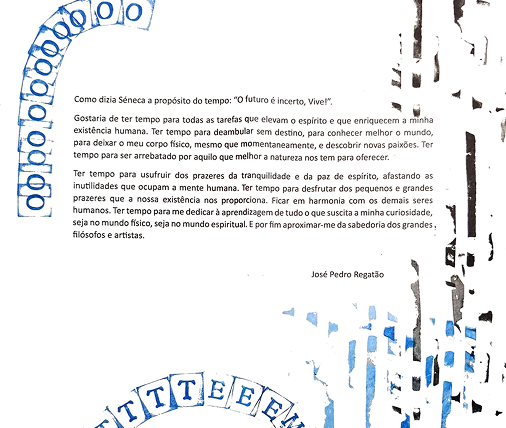 OOOOOOOOOOOO
Como dizia Séneca a propósito do tempo: "O futuro é incerto, Vive!".
Gostaria de ter tempo para todas as tarefas que elevam o espírito e que enriquecem a minha
existência humana. Ter tempo para deambular sem destino, para conhecer melhor o mundo,
para deixar o meu corpo físico, mesmo que momentaneamente, e descobrir novas paixões. Ter
tempo para ser arrebatado por aquilo que melhor a natureza nos tem para oferecer.
Ter tempo para usufruir dos prazeres da tranquilidade e da paz de espírito, afastando as
inutilidades que ocupam a mente humana. Ter tempo para desfrutar dos pequenos e grandes
prazeres que a nossa existência nos proporciona. Ficar em harmonia com os demais seres
humanos. Ter tempo para me dedicar à aprendizagem de tudo o que suscita a minha curiosidade,
seja no mundo físico, seja no mundo espiritual. E por fim aproximar-me da sabedoria dos grandes
filósofos e artistas.
José Pedro Regatão
TTTTEEE